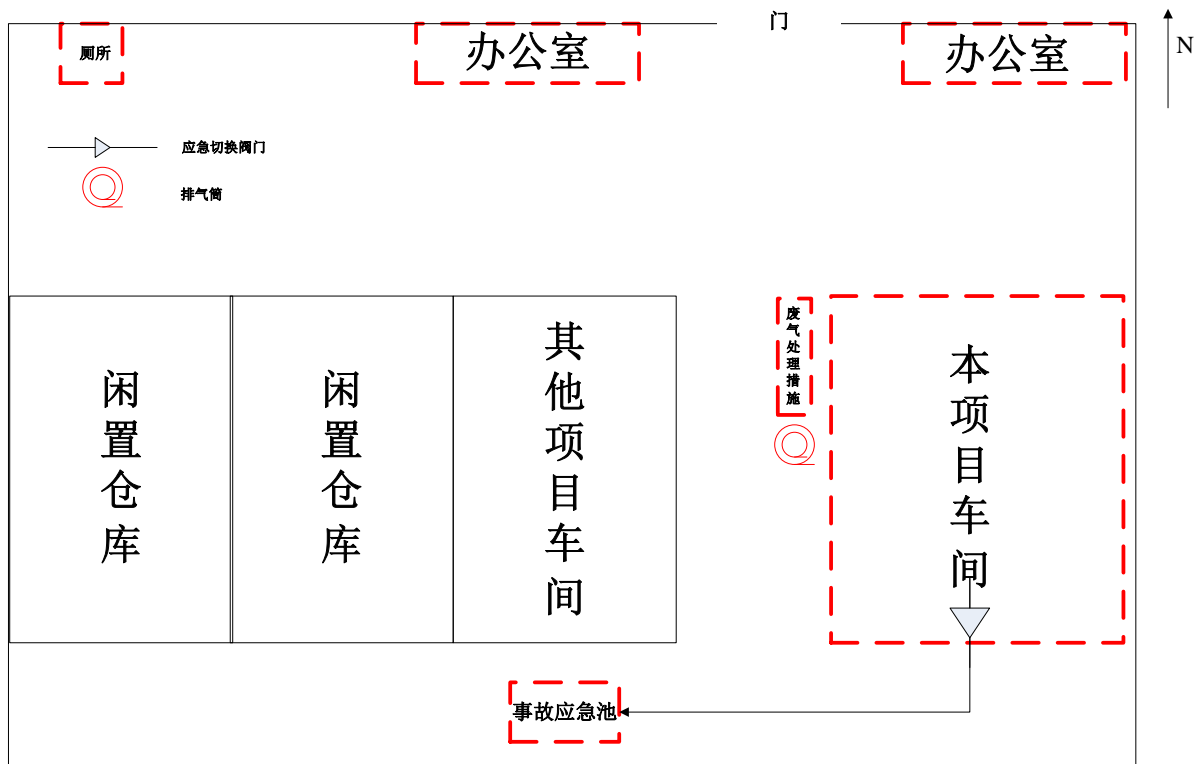 门
厕所
办公室
办公室
N
应急切换阀门
排气筒
闲置仓库
闲置仓库
其他项目车间
废气处理措施
本项目车间
事故应急池